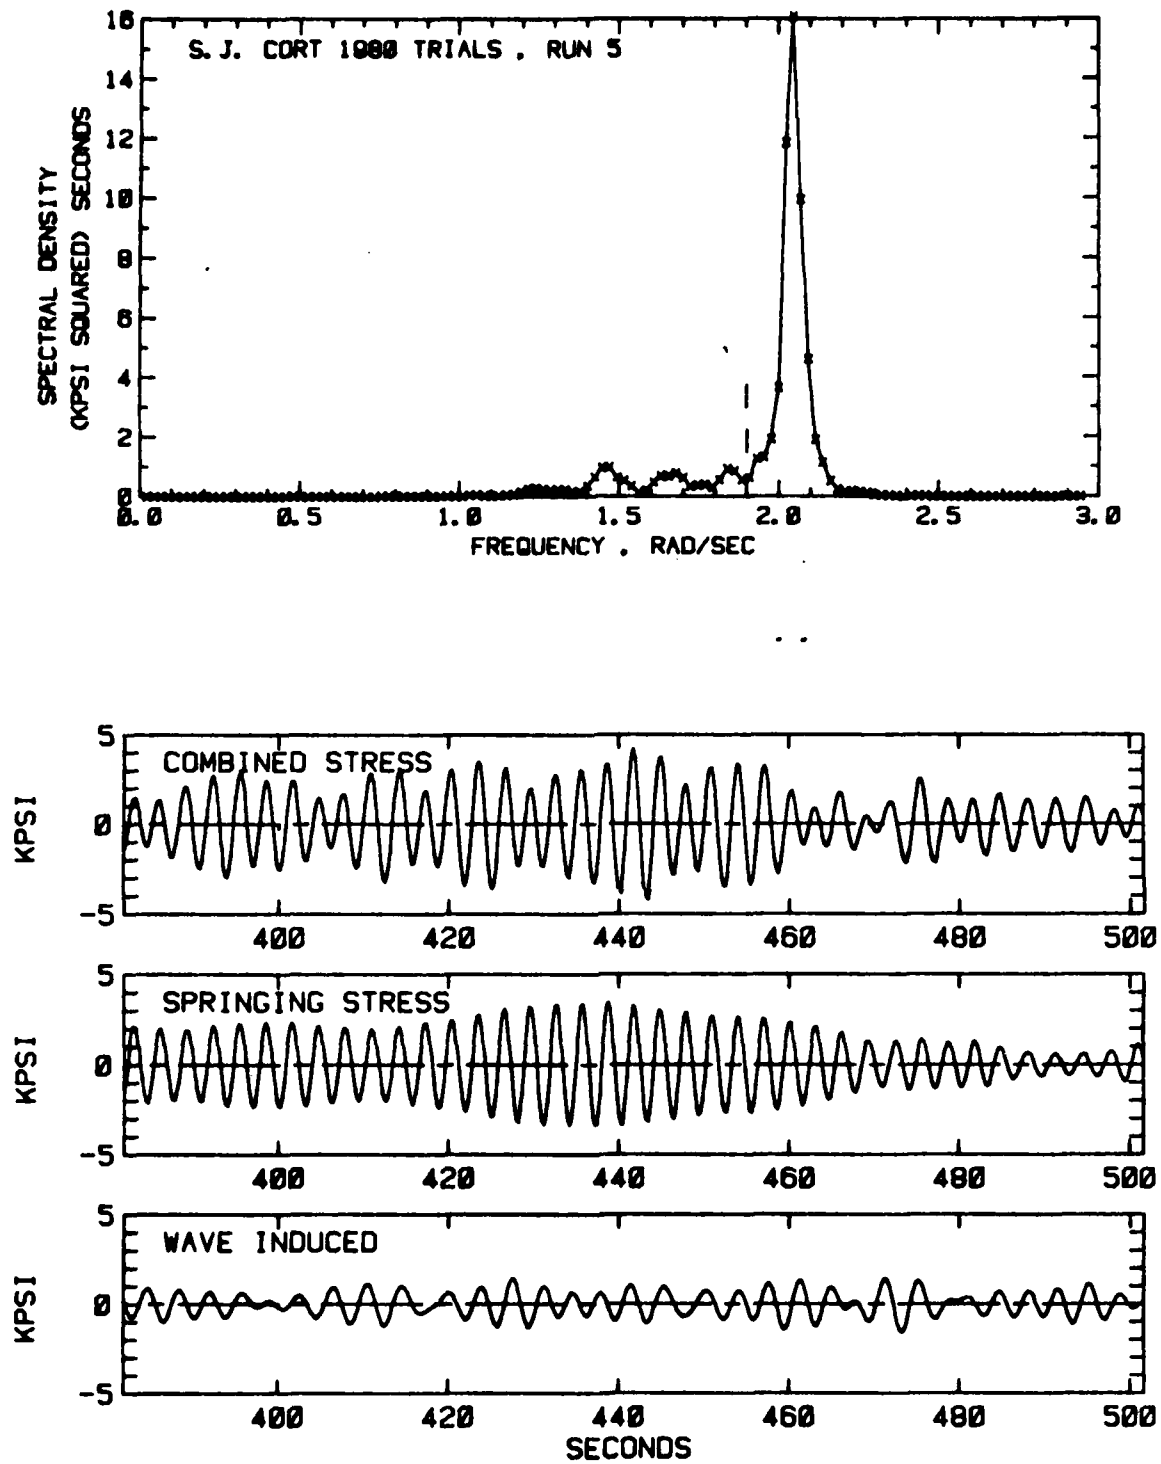 S.J. CORT 1980 TRIALS , RUN 5
16
14
12
10
8
6
4
2
0
SPECTRAL DENSITY
(KPSI SQUARED) SECONDS
0.0 0.5 1.0 1.5 2.0 2.5 3.0
FREQUENCY , RAD/SEC
COMBINED STRESS
5
0
-5
KPSI
400 420 440 460 480 500
SPRINGING STRESS
5
0
-5
KPSI
400 420 440 460 480 500
WAVE INDUCED
5
0
-5
KPSI
400 420 440 460 480 500
SECONDS